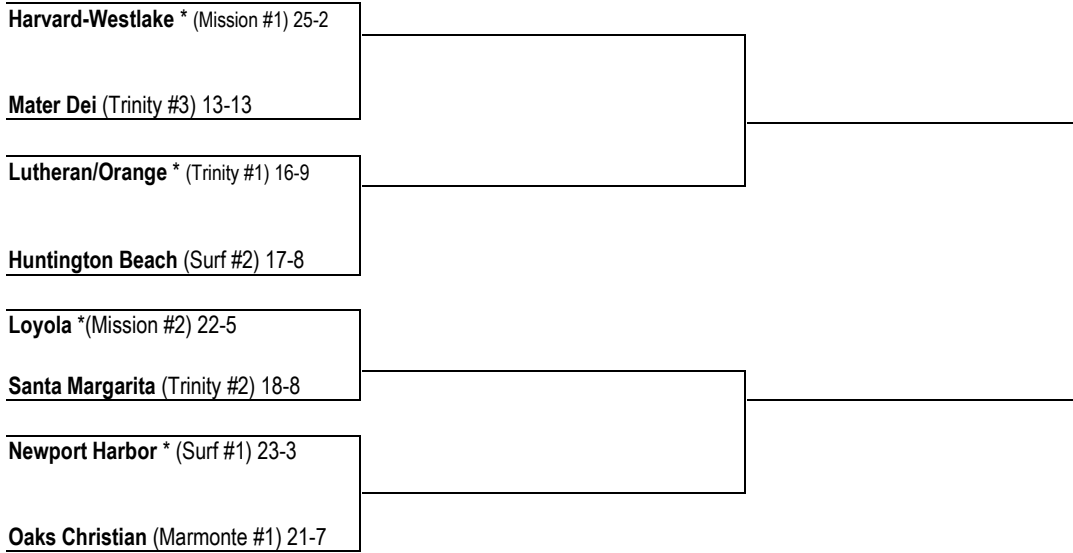 Harvard-Westlake * (Mission #1) 25-2
Mater Dei (Trinity #3) 13-13
Lutheran/Orange * (Trinity #1) 16-9
Huntington Beach (Surf #2) 17-8
Loyola *(Mission #2) 22-5
Santa Margarita (Trinity #2) 18-8
Newport Harbor * (Surf #1) 23-3
Oaks Christian (Marmonte #1) 21-7